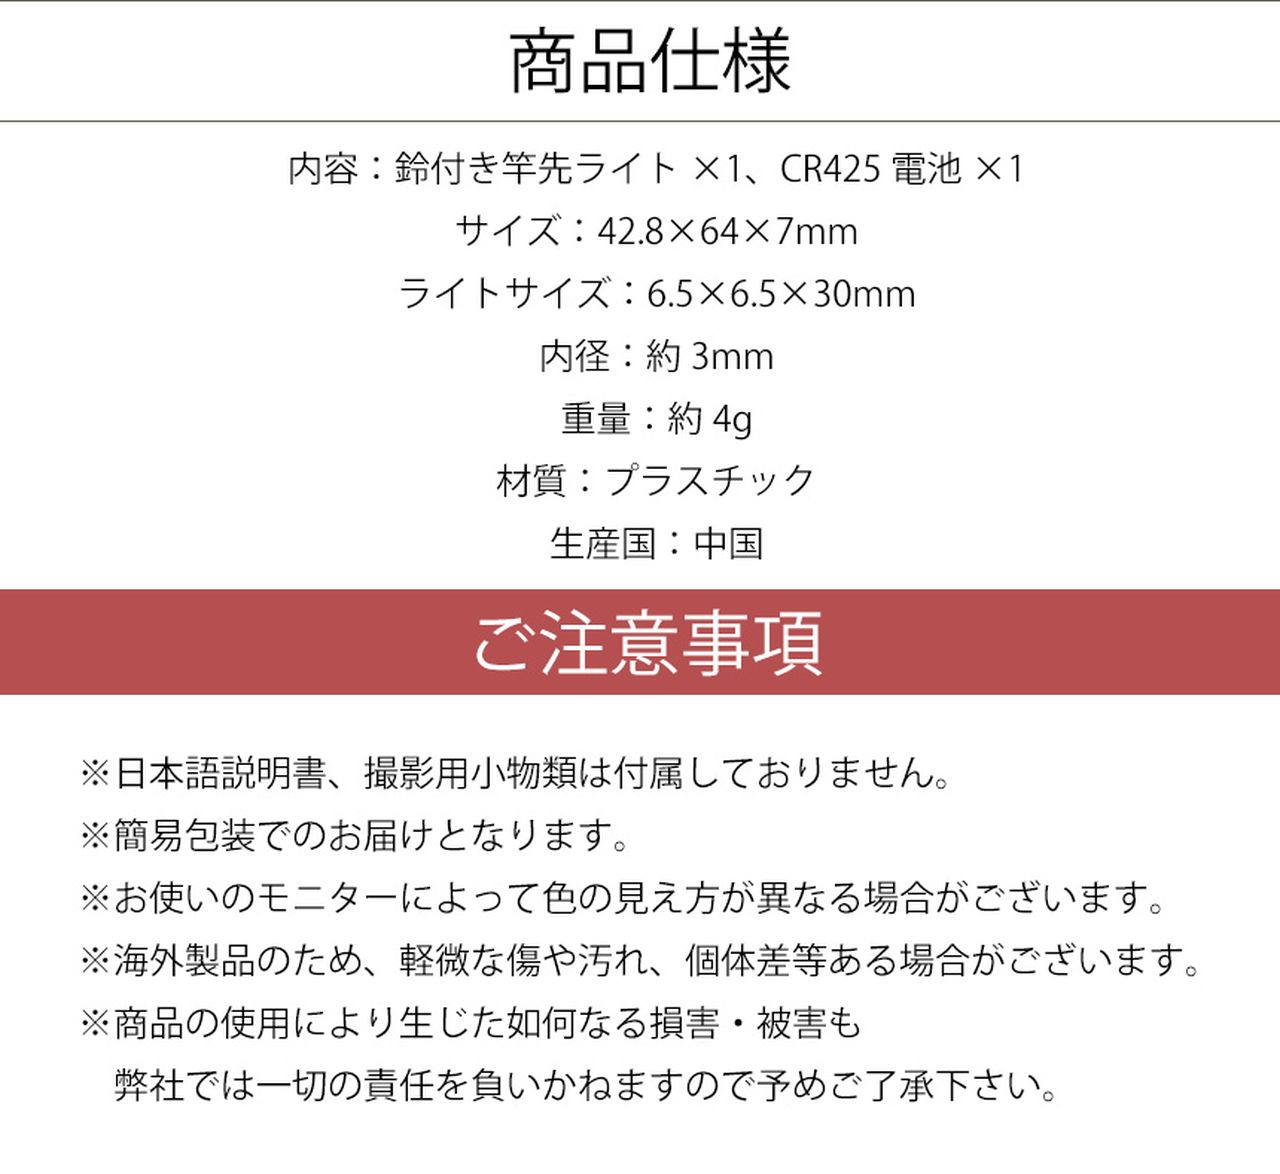 商品仕様
内容：鈴付き竿先ライト ×1、CR425 電池 ×1
サイズ：42.8×64×7mm
ライトサイズ：6.5×6.5×30mm
内径：約 3mm
重量：約 4g
材質：プラスチック
生産国：中国
ご注意事項
※日本語説明書、撮影用小物類は付属しておりません。
※簡易包装でのお届けとなります。
※お使いのモニターによって色の見え方が異なる場合がございます。
※海外製品のため、軽微な傷や汚れ、個体差等ある場合がございます。
※商品の使用により生じた如何なる損害・被害も
弊社では一切の責任を負いかねますので予めご了承下さい。